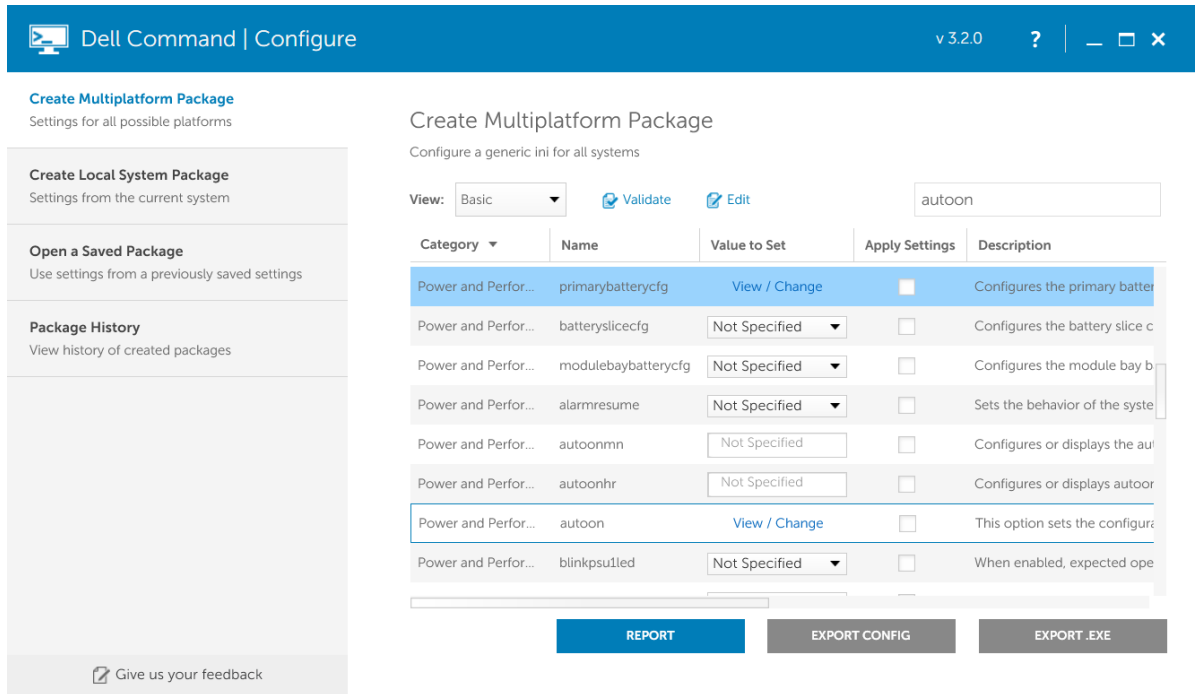 Dell Command | Configure
v 3.2.0
?
Create Multiplatform Package
Settings for all possible platforms
Create Local System Package
Settings from the current system
Open a Saved Package
Use settings from a previously saved settings
Package History
View history of created packages
Give us your feedback
Create Multiplatform Package
Configure a generic ini for all systems
View: Basic Validate Edit autoon
Category Name Value to Set Apply Settings Description
Power and Perfor... primarybatterycfg View / Change Configures the primary batter
Power and Perfor... batteryslicecfg Not Specified Configures the battery slice c
Power and Perfor... modulebaybatterycfg Not Specified Configures the module bay b
Power and Perfor... alarmresume Not Specified Sets the behavior of the syste
Power and Perfor... autoonmn Not Specified Configures or displays the au
Power and Perfor... autoonhr Not Specified Configures or displays autoor
Power and Perfor... autoon View / Change This option sets the configura
Power and Perfor... blinkpsu1led Not Specified When enabled, expected ope
REPORT EXPORT CONFIG EXPORT .EXE